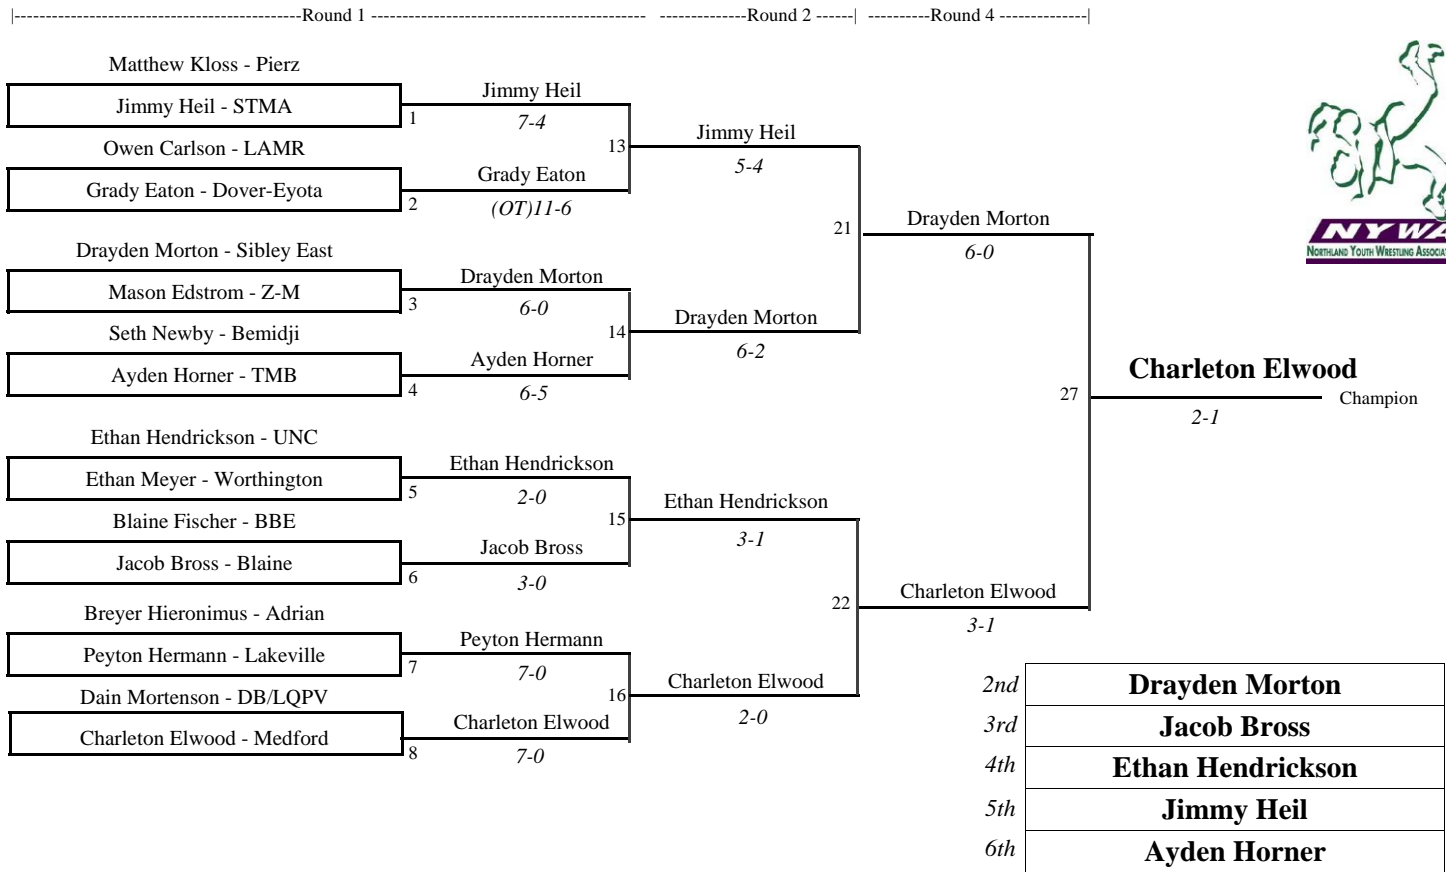 |----------------------------------------------Round 1 -------------------------------------------- --------------Round 2 ------| ----------Round 4 --------------|
Matthew Kloss - Pierz
Jimmy Heil - STMA
1
Owen Carlson - LAMR
Grady Eaton - Dover-Eyota
2
Drayden Morton - Sibley East
Mason Edstrom - Z-M
3
Seth Newby - Bemidji
Ayden Horner - TMB
4
Ethan Hendrickson - UNC
Ethan Meyer - Worthington
5
Blaine Fischer - BBE
Jacob Bross - Blaine
6
Breyer Hieronimus - Adrian
Peyton Hermann - Lakeville
7
Dain Mortenson - DB/LQPV
Charleton Elwood - Medford
8
Jimmy Heil
7-4
13
Grady Eaton
(OT)11-6
Drayden Morton
6-0
14
Ayden Horner
6-5
Ethan Hendrickson
2-0
15
Jacob Bross
3-0
Peyton Hermann
7-0
16
Charleton Elwood
7-0
Jimmy Heil
5-4
21
Drayden Morton
6-2
Ethan Hendrickson
3-1
22
Charleton Elwood
2-0
Drayden Morton
6-0
27
Charleton Elwood
3-1
Charleton Elwood
Champion
2-1
NYWA
NORTHLAND YOUTH WRESTLING
2nd Drayden Morton
3rd Jacob Bross
4th Ethan Hendrickson
5th Jimmy Heil
6th Ayden Horner